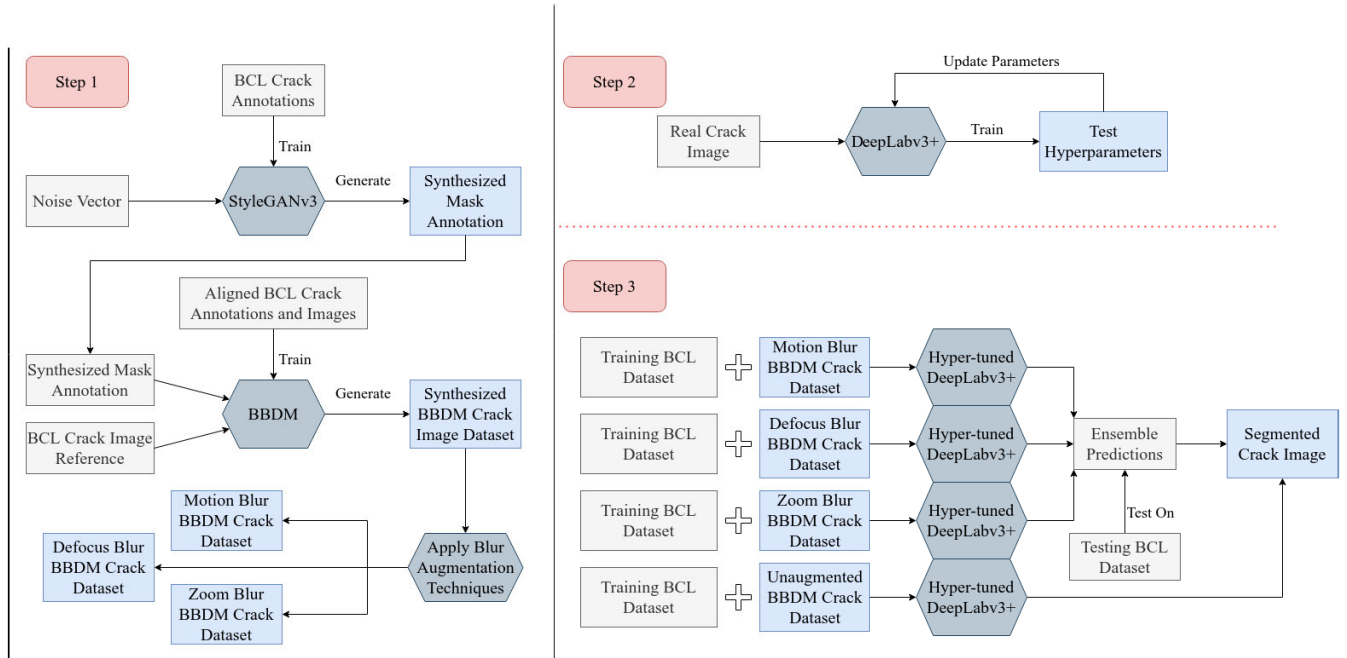 Step 1
BCL Crack
Annotations
Train
Noise Vector
StyleGANv3
Generate
Synthesized
Mask
Annotation
Aligned BCL Crack
Annotations and Images
Train
Synthesized Mask
Annotation
BCL Crack Image
Reference
BBDM
Generate
Synthesized
BBDM Crack
Image Dataset
Motion Blur
BBDM Crack
Dataset
Defocus Blur
BBDM Crack
Dataset
Zoom Blur
BBDM Crack
Dataset
Apply Blur
Augmentation
Techniques
Step 2
Update Parameters
Real Crack
Image
DeepLabv3+
Train
Test
Hyperparameters
Step 3
Training BCL
Dataset
Motion Blur
BBDM Crack
Dataset
Hyper-tuned
DeepLabv3+
Training BCL
Dataset
Defocus Blur
BBDM Crack
Dataset
Hyper-tuned
DeepLabv3+
Training BCL
Dataset
Zoom Blur
BBDM Crack
Dataset
Hyper-tuned
DeepLabv3+
Training BCL
Dataset
Unaugmented
BBDM Crack
Dataset
Hyper-tuned
DeepLabv3+
Ensemble
Predictions
Test On
Testing BCL
Dataset
Segmented
Crack Image